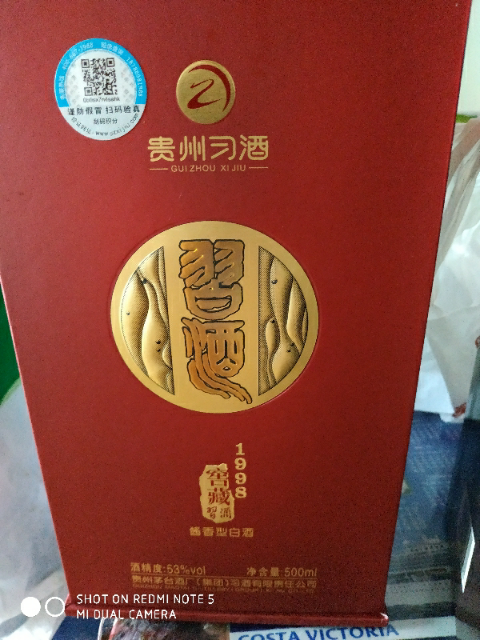 谨防假冒 扫码验真
贵州习酒
GUIZHOU XIJIU
習酒
1998
窖藏
習酒
酱香型白酒
酒精度:53%vol 净含量:500ml
贵州茅台酒厂(集团)习酒有限责任公司
SHOT ON REDMI NOTE 5
MI DUAL CAMERA
COSTA VICTORIA